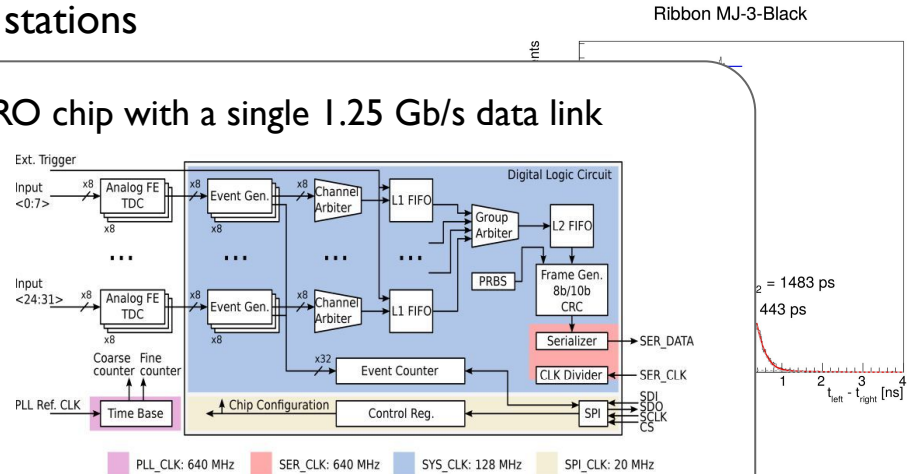 stations
Ribbon MJ-3-Black
RO chip with a single 1.25 Gb/s data link
Ext. Trigger
Digital Logic Circuit
Input
<0:7>
x8
Analog FE
TDC
x8
x8
Event Gen.
x8
x8
Channel
Arbiter
L1 FIFO
Group
Arbiter
L2 FIFO
...
...
...
...
PRBS
Frame Gen.
8b/10b
CRC
Input
<24:31>
x8
Analog FE
TDC
x8
x8
Event Gen.
x8
x8
Channel
Arbiter
L1 FIFO
Serializer
SER_DATA
CLK Divider
SER_CLK
x32
Event Counter
Coarse
counter
Fine
counter
PLL Ref. CLK
Time Base
Chip Configuration
Control Reg.
SPI
SDI
SDO
SCLK
CS
PLL_CLK: 640 MHz
SER_CLK: 640 MHz
SYS_CLK: 128 MHz
SPI_CLK: 20 MHz
2 = 1483 ps
443 ps
1 2 3 4
t left - t right [ns]